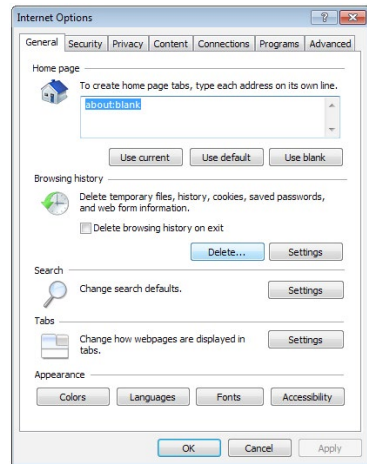 Internet Options
General Security Privacy Content Connections Programs Advanced
Home page
To create home page tabs, type each address on its own line.
about:blank
Use current Use default Use blank
Browsing history
Delete temporary files, history, cookies, saved passwords,
and web form information.
Delete browsing history on exit
Delete... Settings
Search
Change search defaults. Settings
Tabs
Change how webpages are displayed in Settings
tabs.
Appearance
Colors Languages Fonts Accessibility
OK Cancel Apply